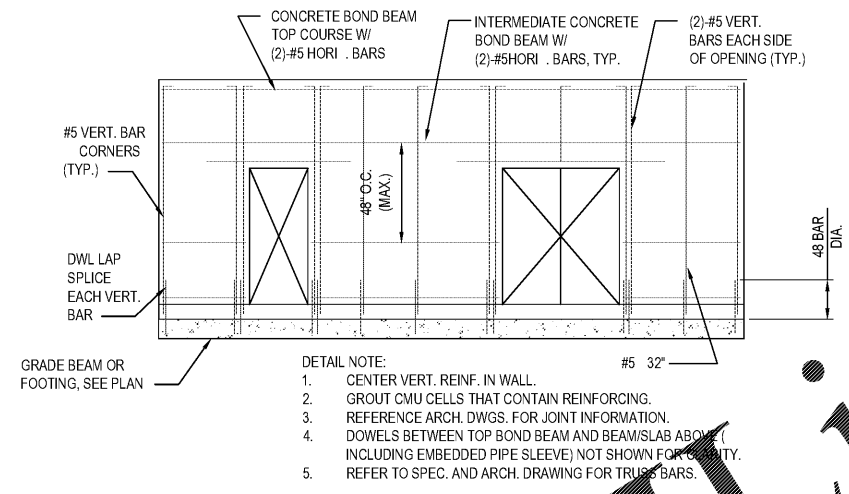 CONCRETE BOND BEAM
TOP COURSE W/
(2)-#5 HORI . BARS
INTERMEDIATE CONCRETE
BOND BEAM W/
(2)-#5HORI . BARS, TYP.
(2)-#5 VERT.
BARS EACH SIDE
OF OPENING (TYP.)
#5 VERT. BAR
CORNERS
(TYP.)
48" O.C.
(MAX.)
DWL LAP
SPLICE
EACH VERT.
BAR
48 BAR
DIA.
GRADE BEAM OR
FOOTING, SEE PLAN
#5 32"
DETAIL NOTE:
1. CENTER VERT. REINF. IN WALL.
2. GROUT CMU CELLS THAT CONTAIN REINFORCING.
3. REFERENCE ARCH. DWGS. FOR JOINT INFORMATION.
4. DOWELS BETWEEN TOP BOND BEAM AND BEAM/SLAB ABOVE (
INCLUDING EMBEDDED PIPE SLEEVE) NOT SHOWN FOR CLARITY.
5. REFER TO SPEC. AND ARCH. DRAWING FOR TRUSS BARS.